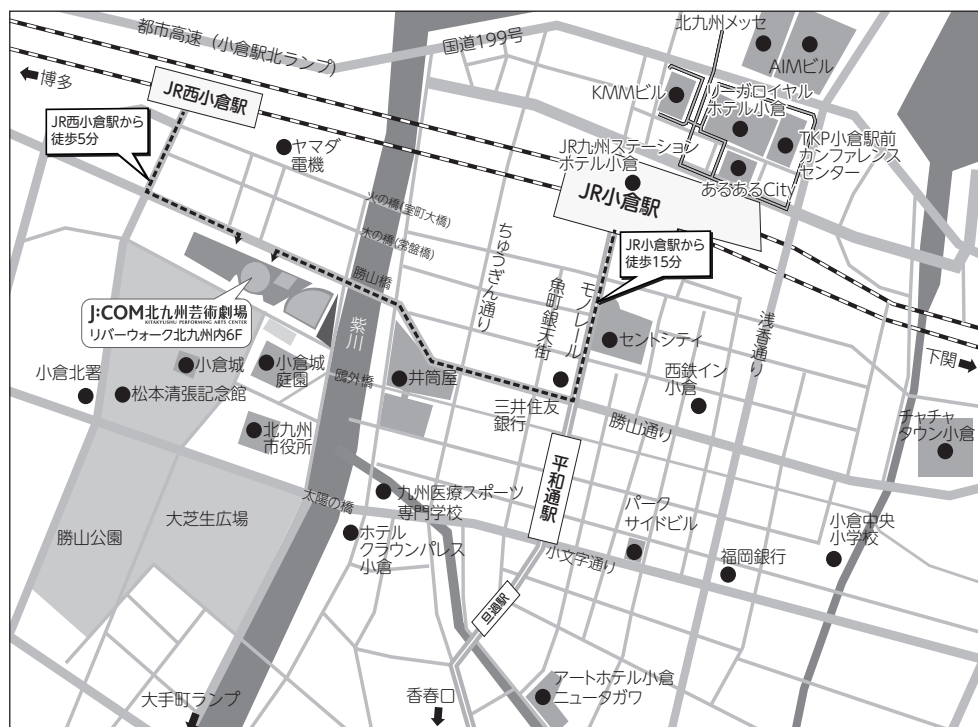 都市高速（小倉駅北ランプ）
国道199号
北九州メッセ
AIMビル
博多
JR西小倉駅
KMMビル
リーガロイヤル
ホテル小倉
JR西小倉駅から
徒歩5分
ヤマダ
電機
JR九州ステーション
ホテル小倉
TKP小倉駅前
カンファレンス
センター
あるあるCity
JR小倉駅
火の橋(室町大橋)
木の橋(常盤橋)
勝山橋
ちゅうぎん通り
魚町銀天街
モノレール
JR小倉駅から
徒歩15分
浅香通り
J:COM北九州芸術劇場
KITAKYUSHU PERFORMING ARTS CENTER
リバーウォーク北九州内6F
紫川
セントシティ
下関
小倉城
小倉城
庭園
鴎外橋
井筒屋
西鉄イン
小倉
小倉北署
松本清張記念館
三井住友
銀行
勝山通り
チャチャ
タウン小倉
北九州
市役所
平和通駅
太陽の橋
九州医療スポーツ
専門学校
パーク
サイドビル
大芝生広場
勝山公園
ホテル
クラウンパレス
小倉
小文字通り
福岡銀行
小倉中央
小学校
旦過駅
アートホテル小倉
ニュータガワ
大手町ランプ
香春口